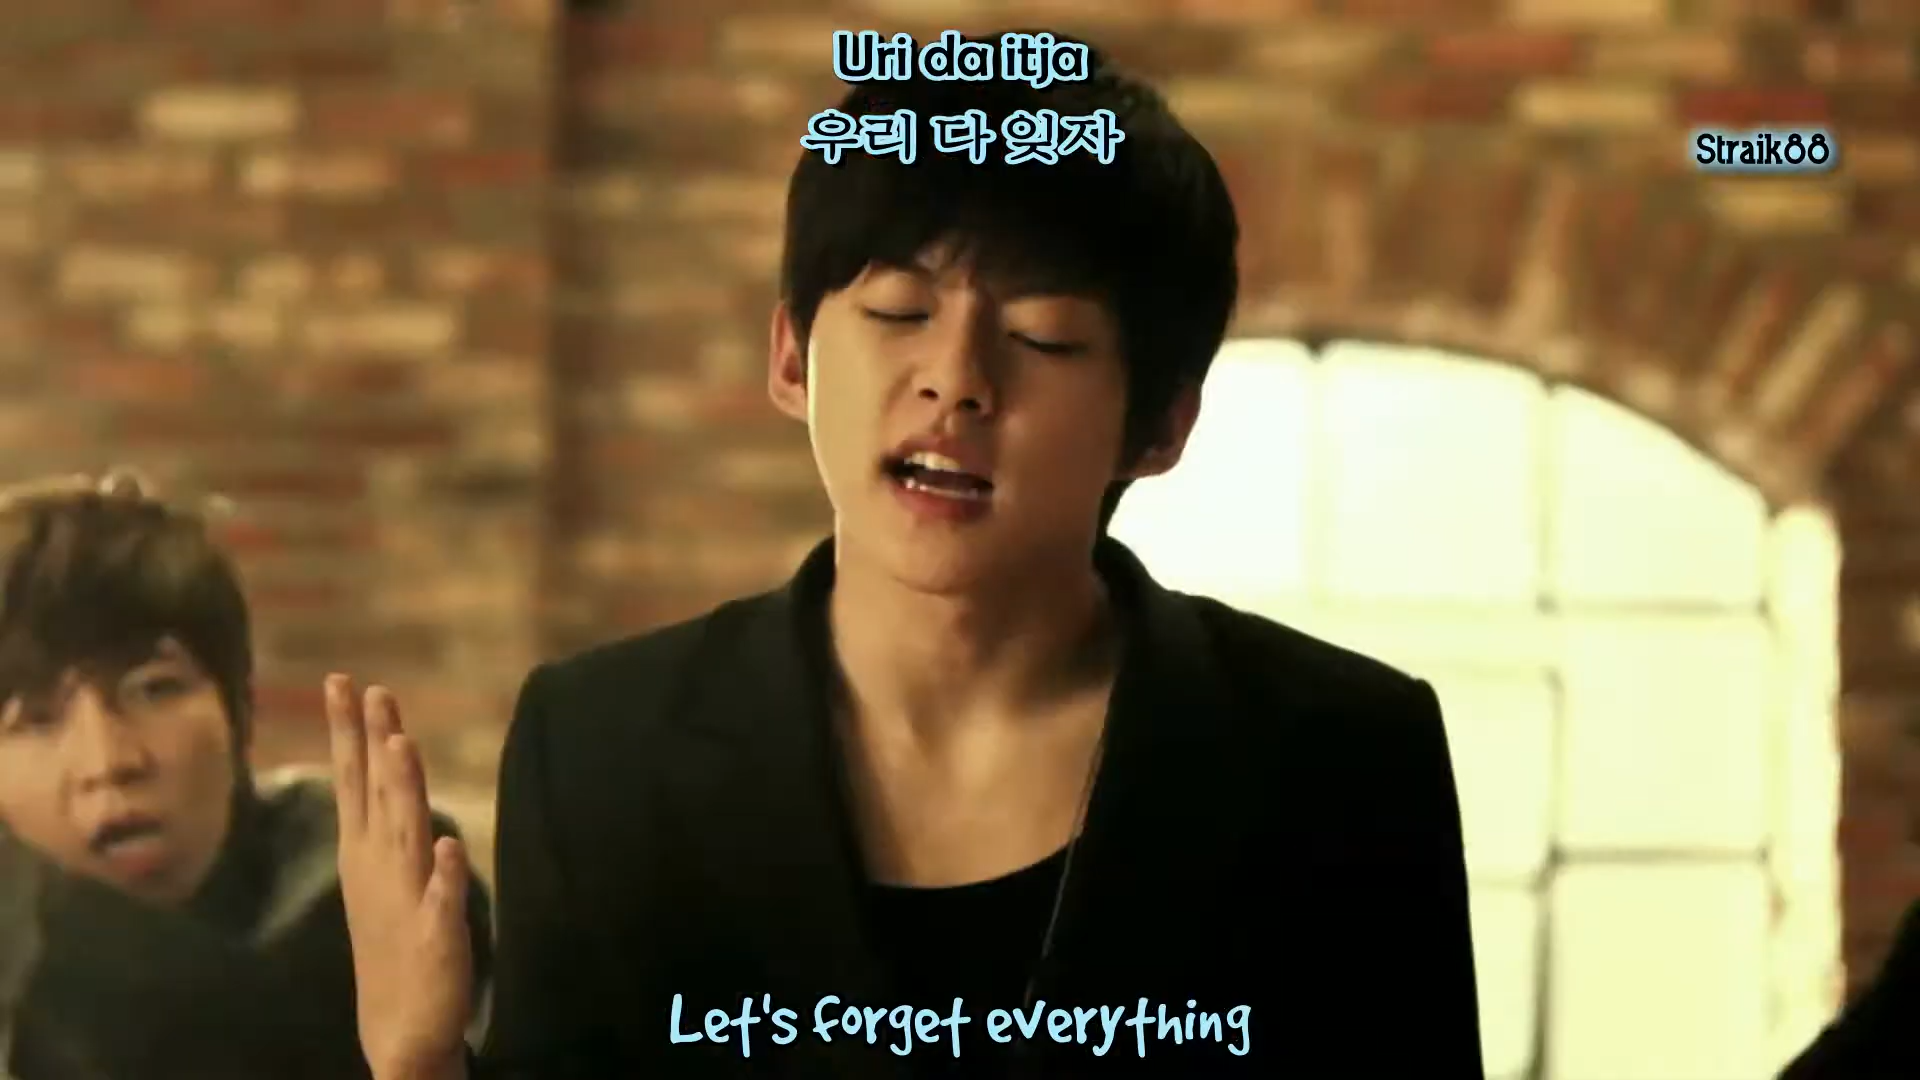 Uri da itja
우리 다 잊자
Straik88
Let's forget everything